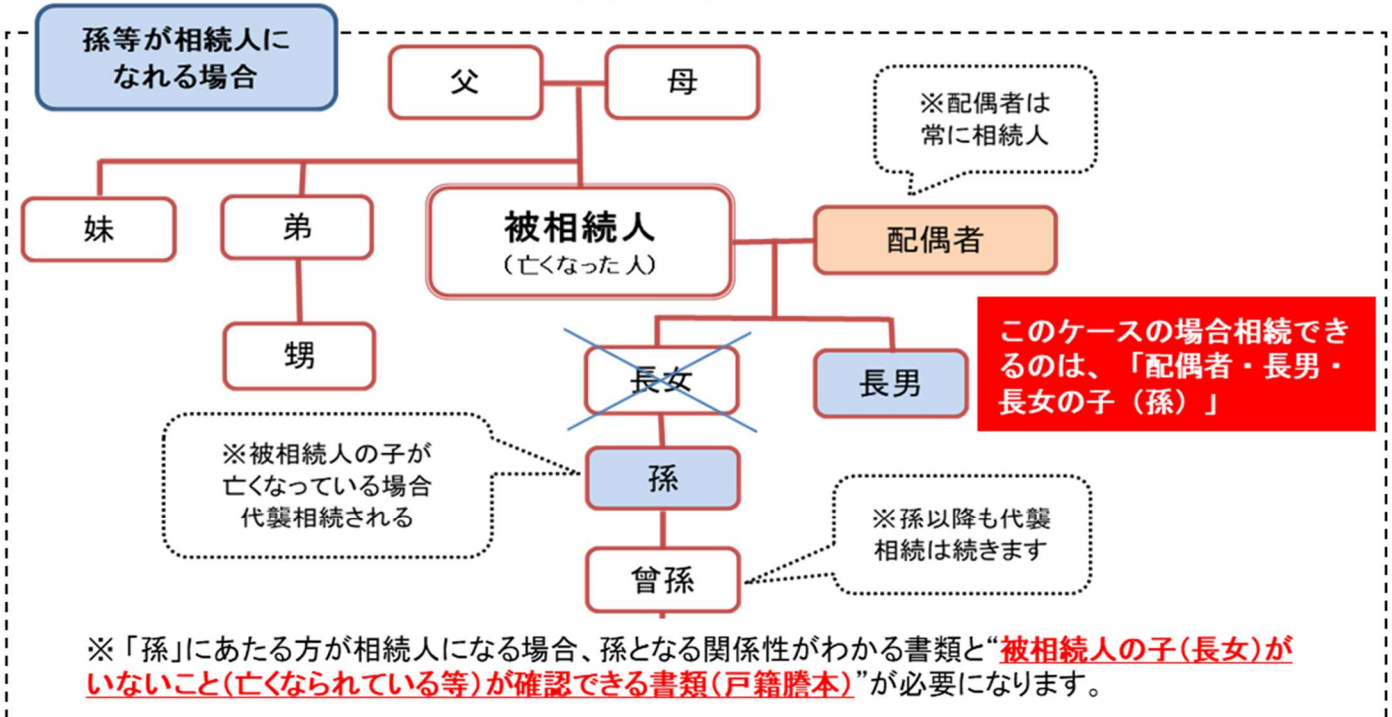 孫等が相続人に
なれる場合
父
母
※配偶者は
常に相続人
妹
弟
被相続人
（亡くなった人）
配偶者
甥
長女
長男
このケースの場合相続でき
るのは、「配偶者・長男・
長女の子（孫）」
※被相続人の子が
亡くなっている場合
代襲相続される
孫
※孫以降も代襲
相続は続きます
曾孫
※「孫」にあたる方が相続人になる場合、孫となる関係性がわかる書類と“被相続人の子（長女）が
いないこと（亡くなられている等）が確認できる書類（戸籍謄本）”が必要になります。